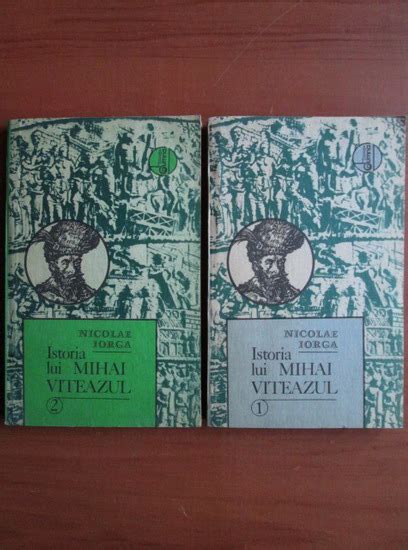 NICOLAE
IORGA
Istoria
lui MIHAI
VITEAZUL
2
NICOLAE
IORGA
Istoria
lui MIHAI
VITEAZUL
1